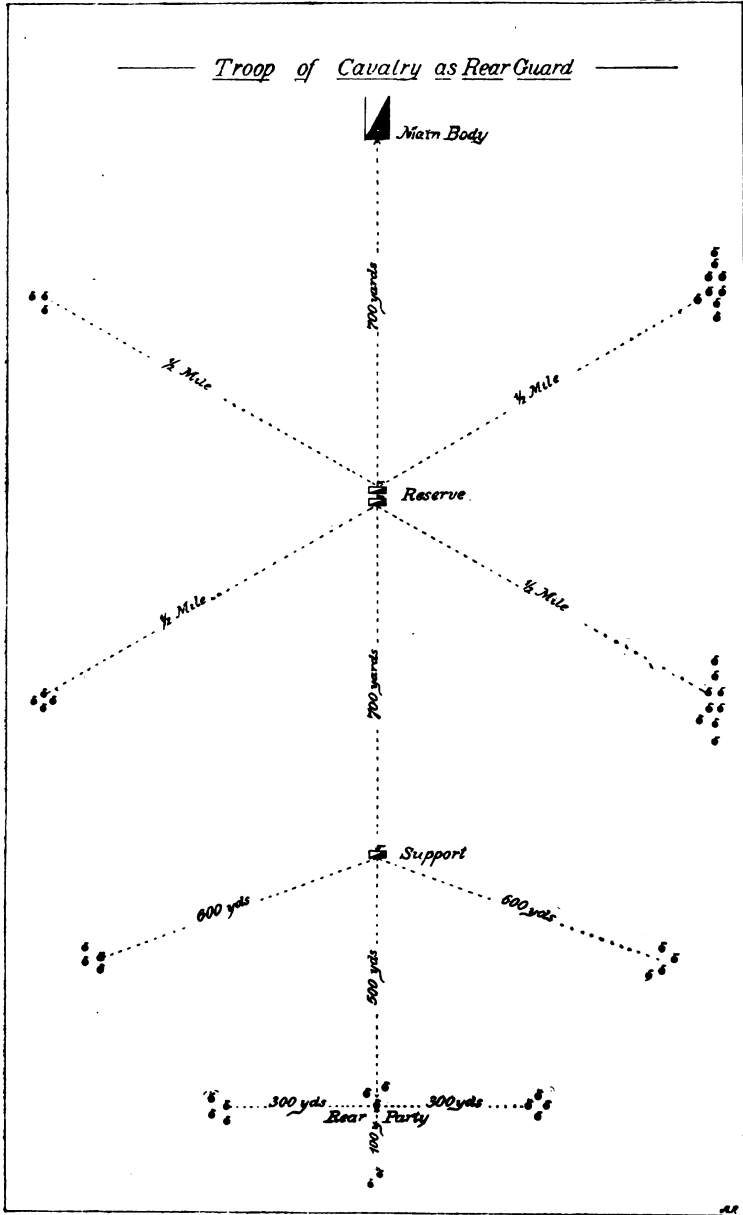 Troop of Cavalry as Rear Guard
Main Body
700 yards
½ Mile
½ Mile
Reserve
½ Mile
½ Mile
700 yards
Support
600 yds
600 yds
500 yds
300 yds
300 yds
Rear Party
100 y